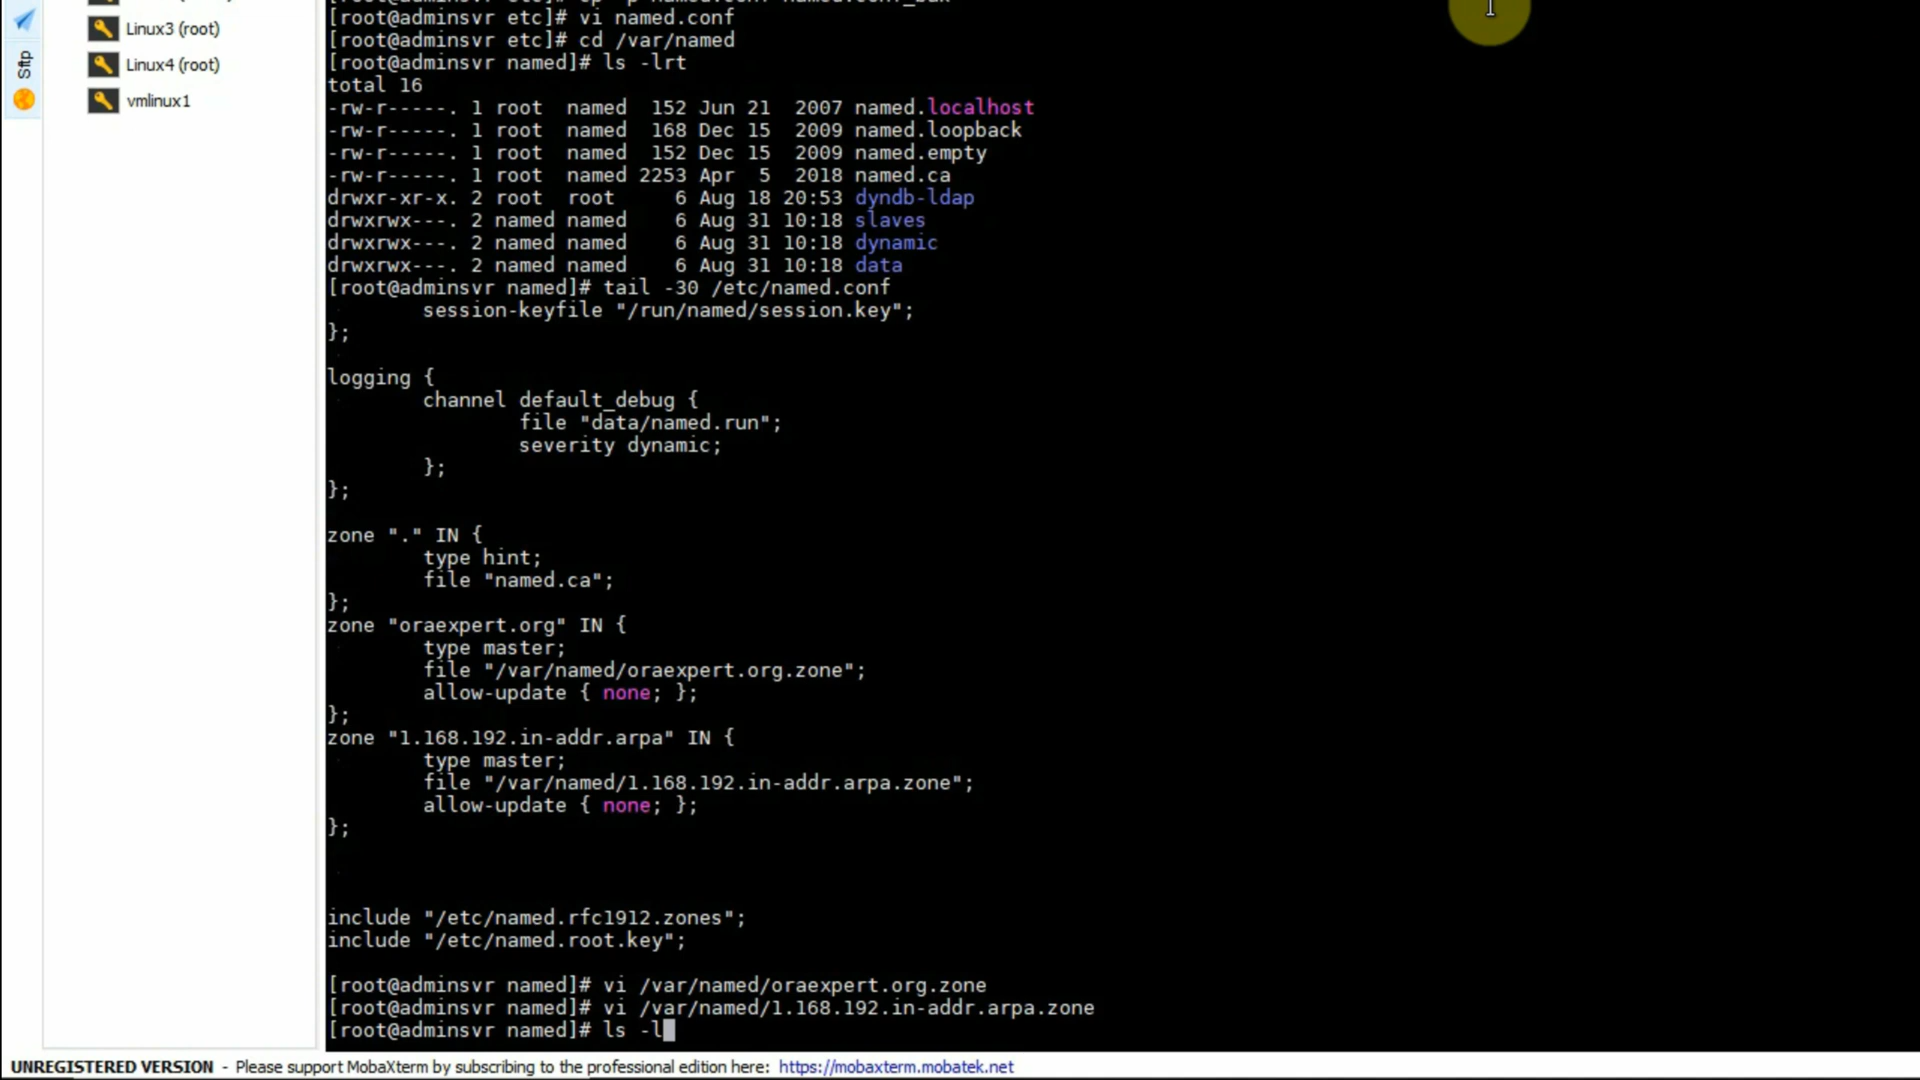 Sftp
Linux3 (root)
Linux4 (root)
vmlinux1
[root@adminsvr etc]# cp -p named.conf named.conf_bak
[root@adminsvr etc]# vi named.conf
[root@adminsvr etc]# cd /var/named
[root@adminsvr named]# ls -lrt
total 16
-rw-r-----. 1 root  named  152 Jun 21  2007 named.localhost
-rw-r-----. 1 root  named  168 Dec 15  2009 named.loopback
-rw-r-----. 1 root  named  152 Dec 15  2009 named.empty
-rw-r-----. 1 root  named 2253 Apr  5  2018 named.ca
drwxr-xr-x. 2 root  root     6 Aug 18 20:53 dyndb-ldap
drwxrwx---. 2 named named    6 Aug 31 10:18 slaves
drwxrwx---. 2 named named    6 Aug 31 10:18 dynamic
drwxrwx---. 2 named named    6 Aug 31 10:18 data
[root@adminsvr named]# tail -30 /etc/named.conf
session-keyfile "/run/named/session.key";
};
logging {
channel default_debug {
file "data/named.run";
severity dynamic;
};
};
zone "." IN {
type hint;
file "named.ca";
};
zone "oraexpert.org" IN {
type master;
file "/var/named/oraexpert.org.zone";
allow-update { none; };
};
zone "1.168.192.in-addr.arpa" IN {
type master;
file "/var/named/1.168.192.in-addr.arpa.zone";
allow-update { none; };
};
include "/etc/named.rfc1912.zones";
include "/etc/named.root.key";
[root@adminsvr named]# vi /var/named/oraexpert.org.zone
[root@adminsvr named]# vi /var/named/1.168.192.in-addr.arpa.zone
[root@adminsvr named]# ls -l
UNREGISTERED VERSION - Please support MobaXterm by subscribing to the professional edition here: https://mobaxterm.mobatek.net